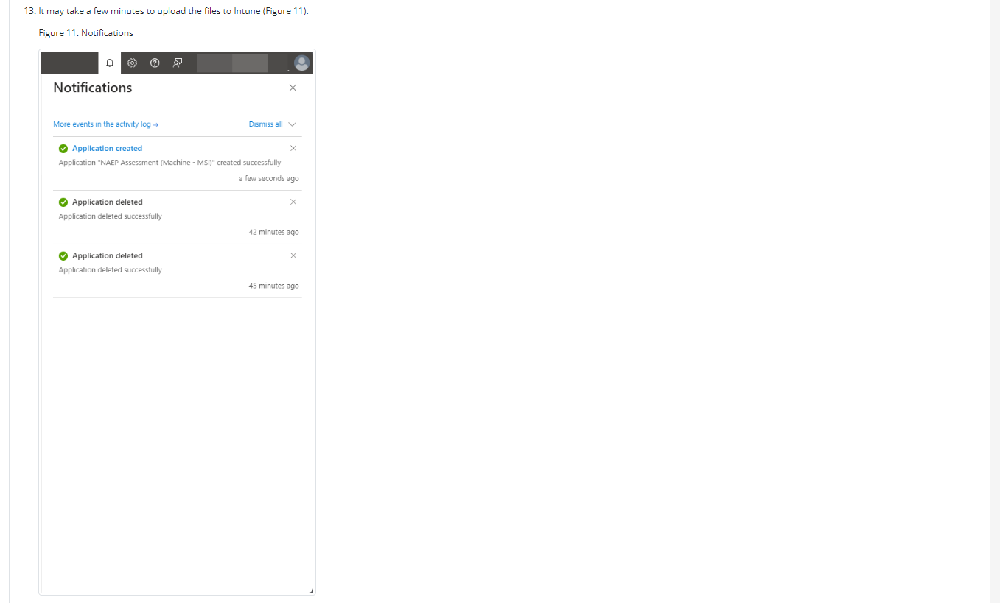 13. It may take a few minutes to upload the files to Intune (Figure 11).
Figure 11. Notifications
Notifications
More events in the activity log → Dismiss all
Application created
Application "NAEP Assessment (Machine - MSI)" created successfully
a few seconds ago
Application deleted
Application deleted successfully
42 minutes ago
Application deleted
Application deleted successfully
45 minutes ago